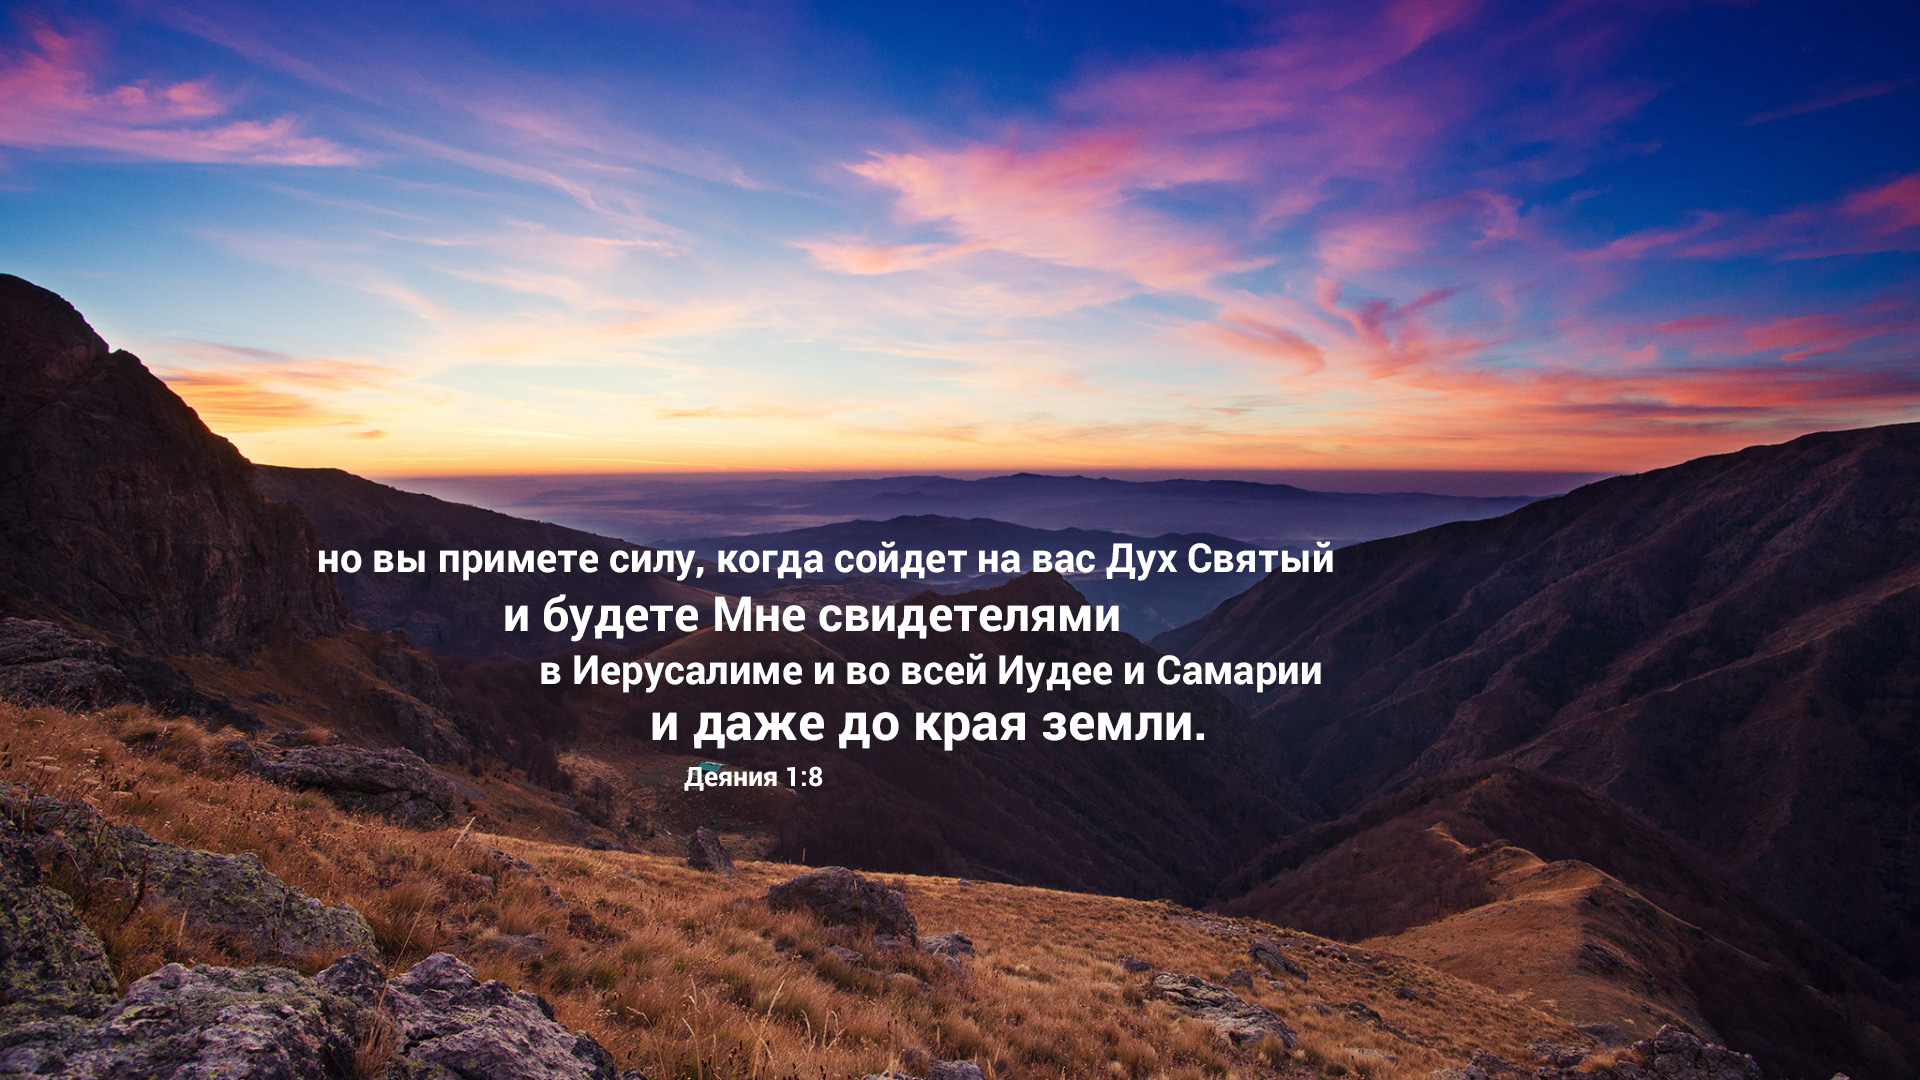 но вы примете силу, когда сойдет на вас Дух Святый
и будете Мне свидетелями
в Иерусалиме и во всей Иудее и Самарии
и даже до края земли.
Деяния 1:8